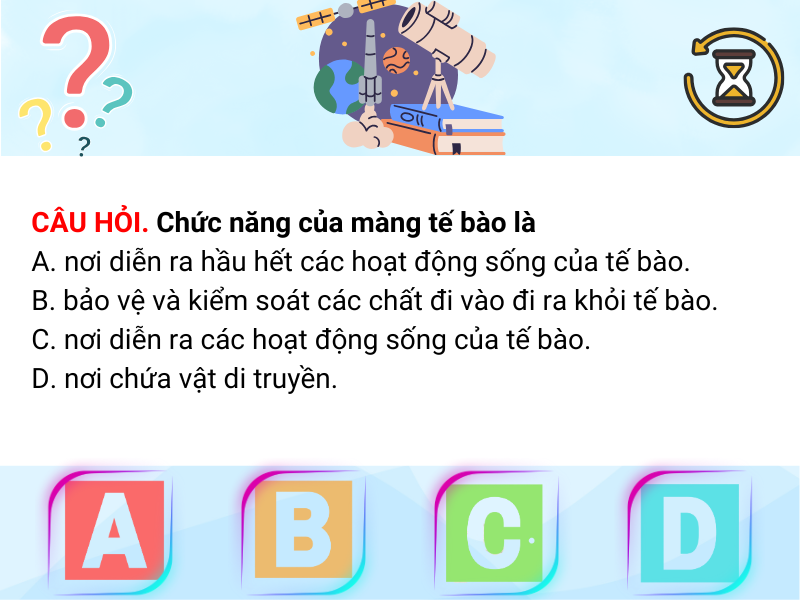 CÂU HỎI. Chức năng của màng tế bào là
A. nơi diễn ra hầu hết các hoạt động sống của tế bào.
B. bảo vệ và kiểm soát các chất đi vào đi ra khỏi tế bào.
C. nơi diễn ra các hoạt động sống của tế bào.
D. nơi chứa vật di truyền.
A B C D